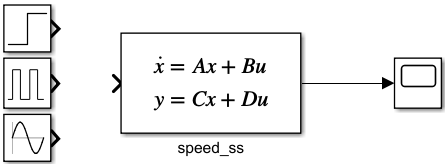 ẋ = Ax + Bu
y = Cx + Du
speed_ss